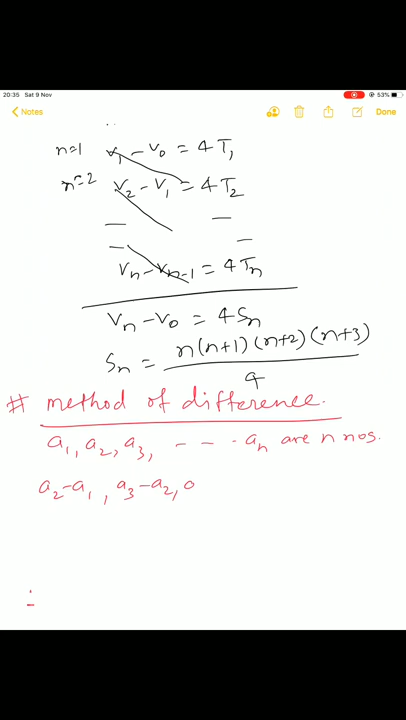 20:35 Sat 9 Nov 53%
Notes Done
n=1 V₁ - V₀ = 4T₁
n=2 V₂ - V₁ = 4T₂
— —
— —
Vₙ - Vₙ₋₁ = 4Tₙ
Vₙ - V₀ = 4Sₙ
Sₙ = n(n+1)(n+2)(n+3) / 4
# method of difference.
a₁, a₂, a₃, - - - aₙ are n nos.
a₂-a₁, a₃-a₂, a